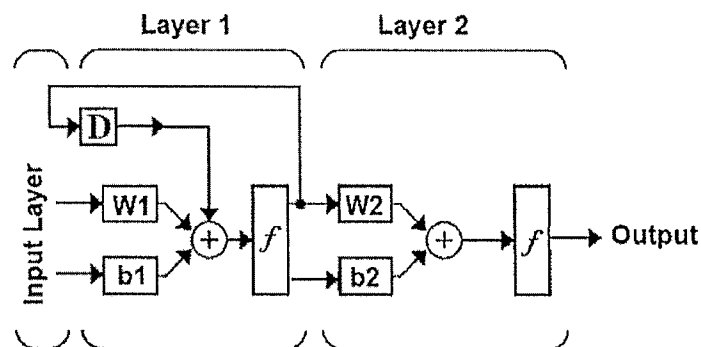 Layer 1
Layer 2
D
Input Layer
W1
b1
+
f
W2
b2
+
f
Output